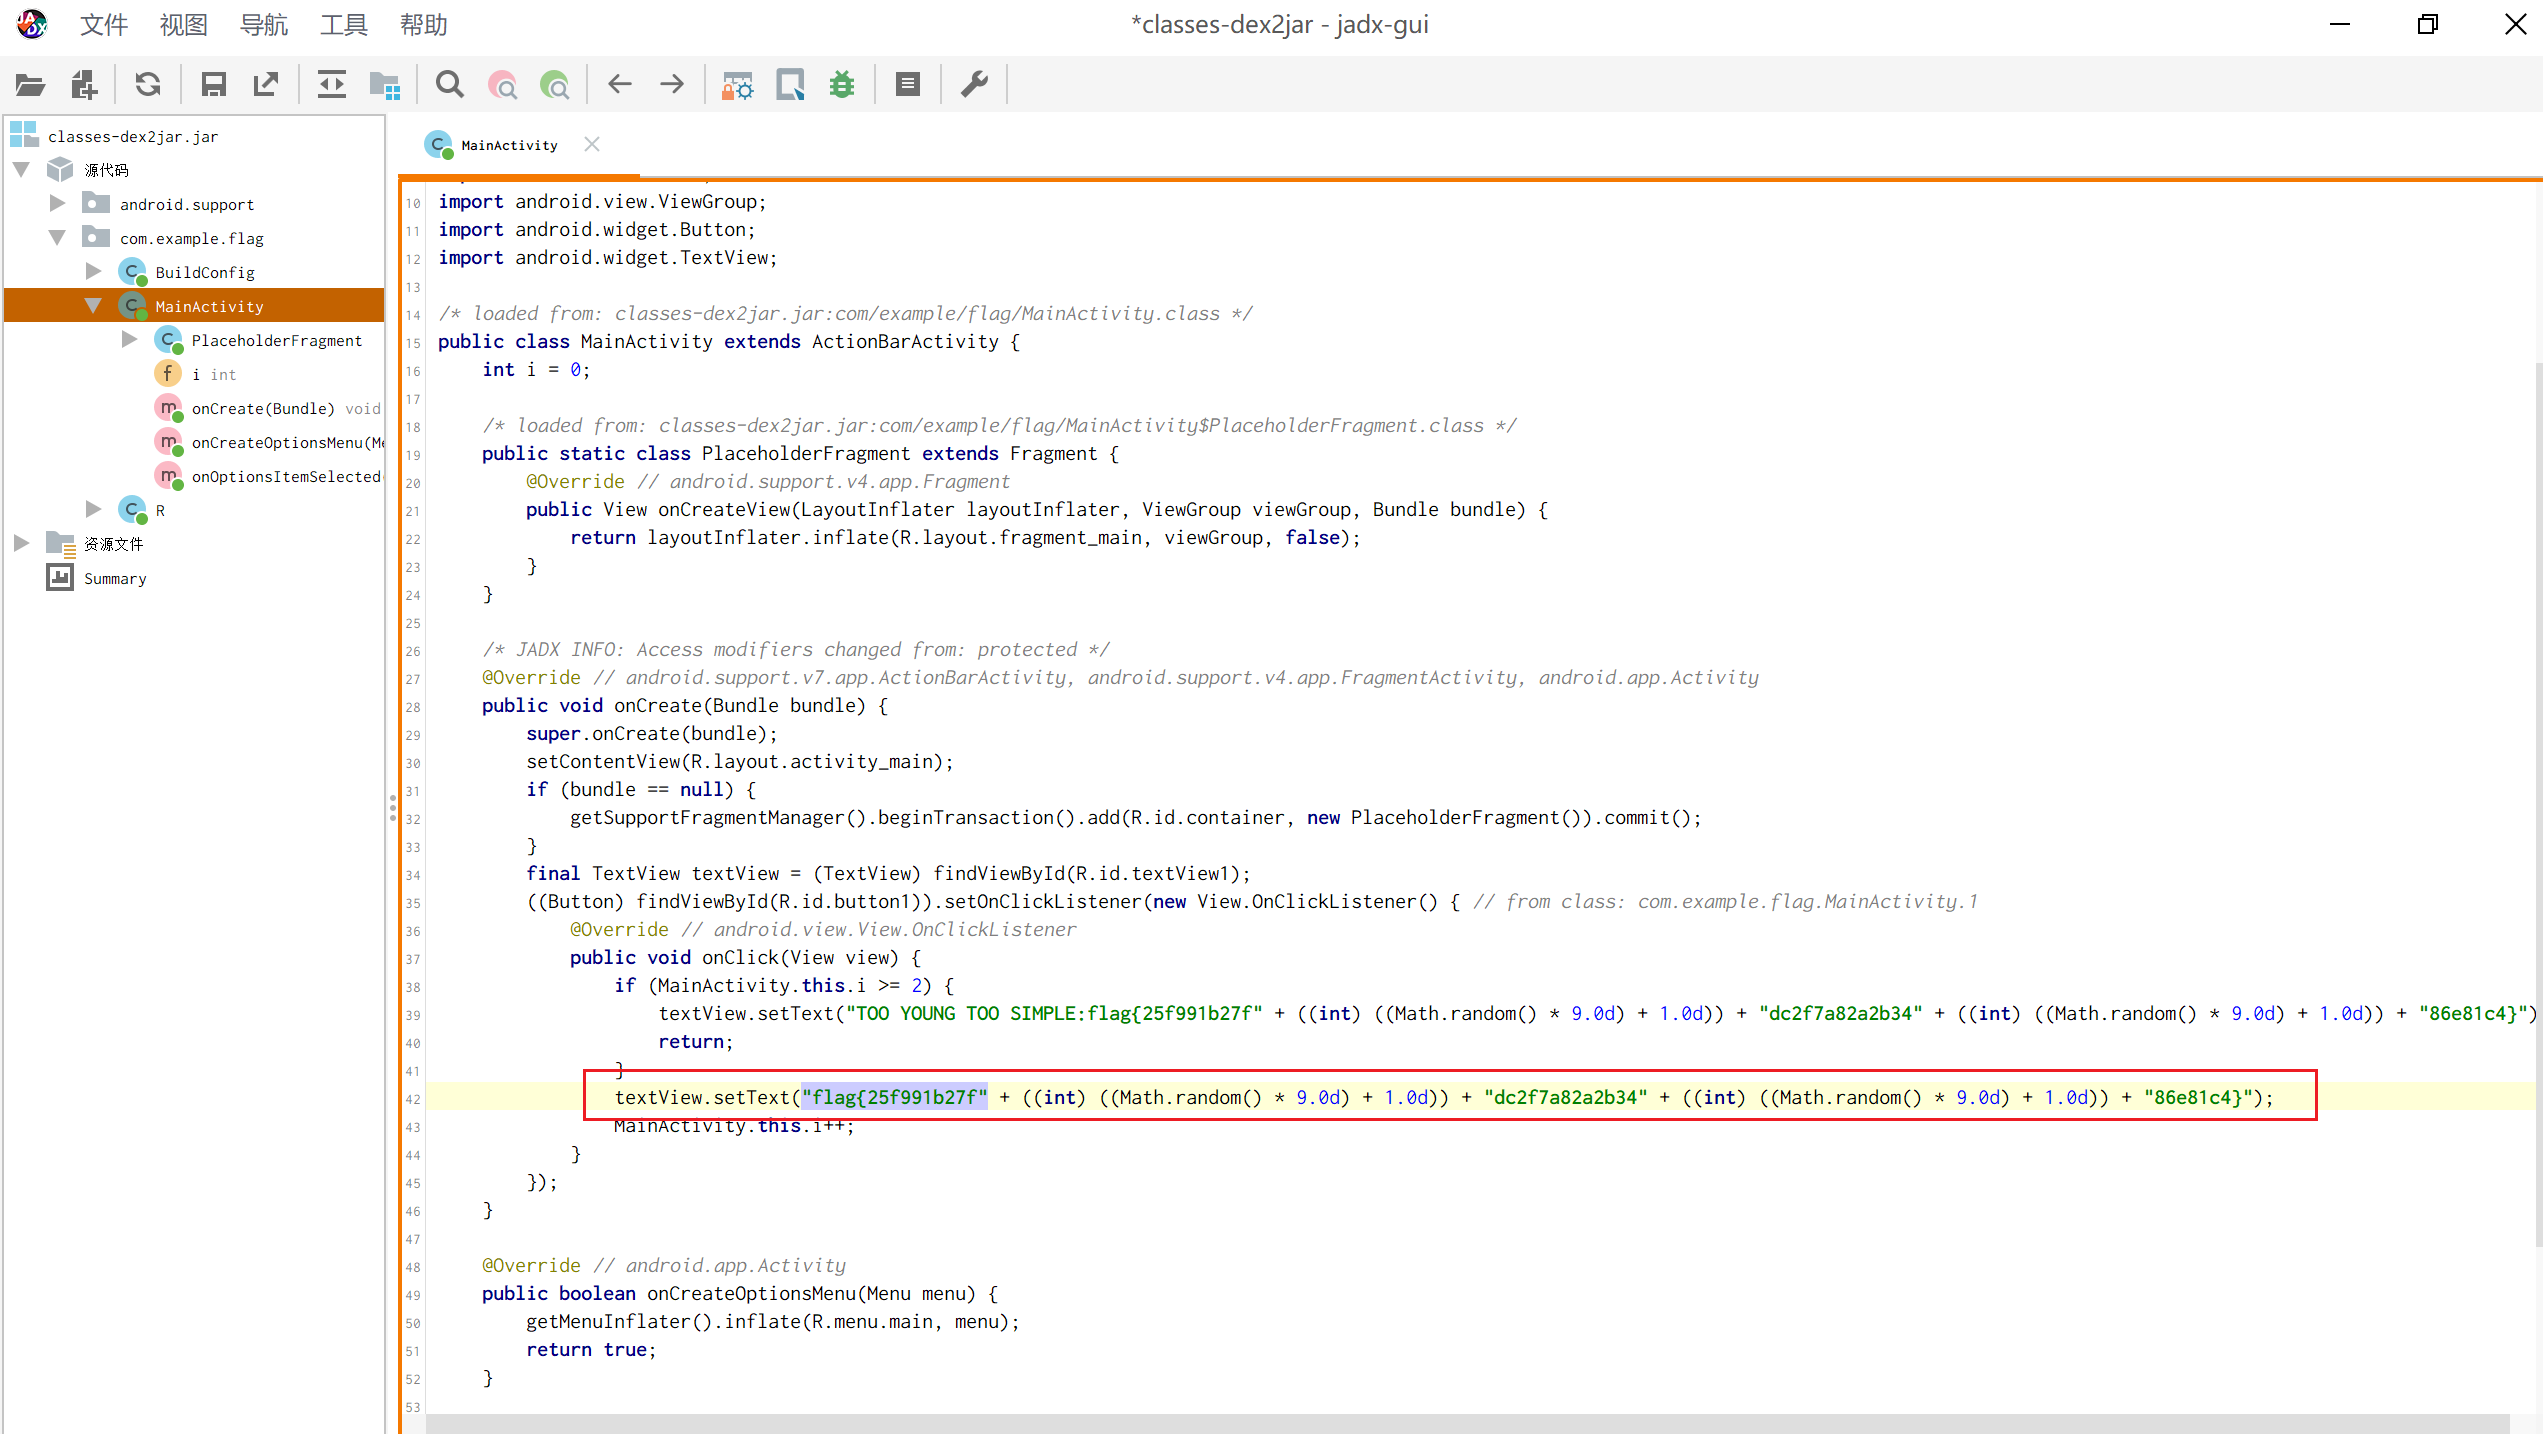 文件 视图 导航 工具 帮助 *classes-dex2jar - jadx-gui
classes-dex2jar.jar
源代码
android.support
com.example.flag
BuildConfig
MainActivity
PlaceholderFragment
i int
onCreate(Bundle) void
onCreateOptionsMenu(Me
onOptionsItemSelected
R
资源文件
Summary
MainActivity
10 import android.view.ViewGroup;
11 import android.widget.Button;
12 import android.widget.TextView;
13
14 /* loaded from: classes-dex2jar.jar:com/example/flag/MainActivity.class */
15 public class MainActivity extends ActionBarActivity {
16     int i = 0;
17
18     /* loaded from: classes-dex2jar.jar:com/example/flag/MainActivity$PlaceholderFragment.class */
19     public static class PlaceholderFragment extends Fragment {
20         @Override // android.support.v4.app.Fragment
21         public View onCreateView(LayoutInflater layoutInflater, ViewGroup viewGroup, Bundle bundle) {
22             return layoutInflater.inflate(R.layout.fragment_main, viewGroup, false);
23         }
24     }
25
26     /* JADX INFO: Access modifiers changed from: protected */
27     @Override // android.support.v7.app.ActionBarActivity, android.support.v4.app.FragmentActivity, android.app.Activity
28     public void onCreate(Bundle bundle) {
29         super.onCreate(bundle);
30         setContentView(R.layout.activity_main);
31         if (bundle == null) {
32             getSupportFragmentManager().beginTransaction().add(R.id.container, new PlaceholderFragment()).commit();
33         }
34         final TextView textView = (TextView) findViewById(R.id.textView1);
35         ((Button) findViewById(R.id.button1)).setOnClickListener(new View.OnClickListener() { // from class: com.example.flag.MainActivity.1
36             @Override // android.view.View.OnClickListener
37             public void onClick(View view) {
38                 if (MainActivity.this.i >= 2) {
39                     textView.setText("TOO YOUNG TOO SIMPLE:flag{25f991b27f" + ((int) ((Math.random() * 9.0d) + 1.0d)) + "dc2f7a82a2b34" + ((int) ((Math.random() * 9.0d) + 1.0d)) + "86e81c4}")
40                     return;
41                 }
42                 textView.setText("flag{25f991b27f" + ((int) ((Math.random() * 9.0d) + 1.0d)) + "dc2f7a82a2b34" + ((int) ((Math.random() * 9.0d) + 1.0d)) + "86e81c4}");
43                 MainActivity.this.i++;
44             }
45         });
46     }
47
48     @Override // android.app.Activity
49     public boolean onCreateOptionsMenu(Menu menu) {
50         getMenuInflater().inflate(R.menu.main, menu);
51         return true;
52     }
53